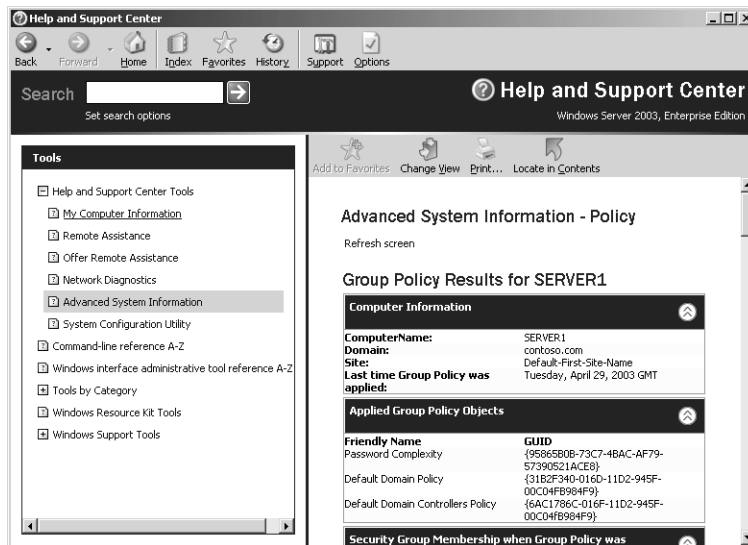 Help and Support Center
Back
Forward
Home
Index
Favorites
History
Support
Options
Search
Set search options
Help and Support Center
Windows Server 2003, Enterprise Edition
Tools
Help and Support Center Tools
My Computer Information
Remote Assistance
Offer Remote Assistance
Network Diagnostics
Advanced System Information
System Configuration Utility
Command-line reference A-Z
Windows interface administrative tool reference A-Z
Tools by Category
Windows Resource Kit Tools
Windows Support Tools
Add to Favorites
Change View
Print...
Locate in Contents
Advanced System Information - Policy
Refresh screen
Group Policy Results for SERVER1
Computer Information
ComputerName: SERVER1
Domain: contoso.com
Site: Default-First-Site-Name
Last time Group Policy was Tuesday, April 29, 2003 GMT
applied:
Applied Group Policy Objects
Friendly Name GUID
Password Complexity {95865B0B-73C7-4BAC-AF79-
57390521ACE8}
Default Domain Policy {31B2F340-016D-11D2-945F-
00C04FB984F9}
Default Domain Controllers Policy {6AC1786C-016F-11D2-945F-
00C04fB984F9}
Security Group Membership when Group Policy was